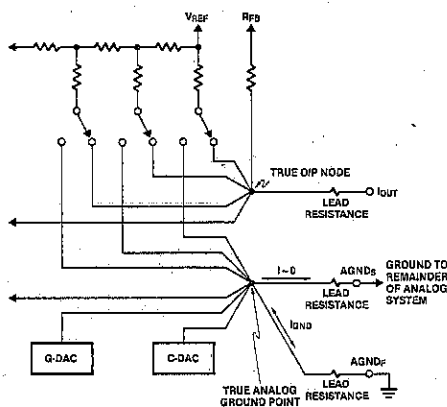 VREF
RFB
TRUE O/P NODE
IOUT
LEAD
RESISTANCE
I~0
AGNDS
GROUND TO
REMAINDER
OF ANALOG
SYSTEM
LEAD
RESISTANCE
IGND
G-DAC
C-DAC
AGNDF
LEAD
RESISTANCE
TRUE ANALOG
GROUND POINT